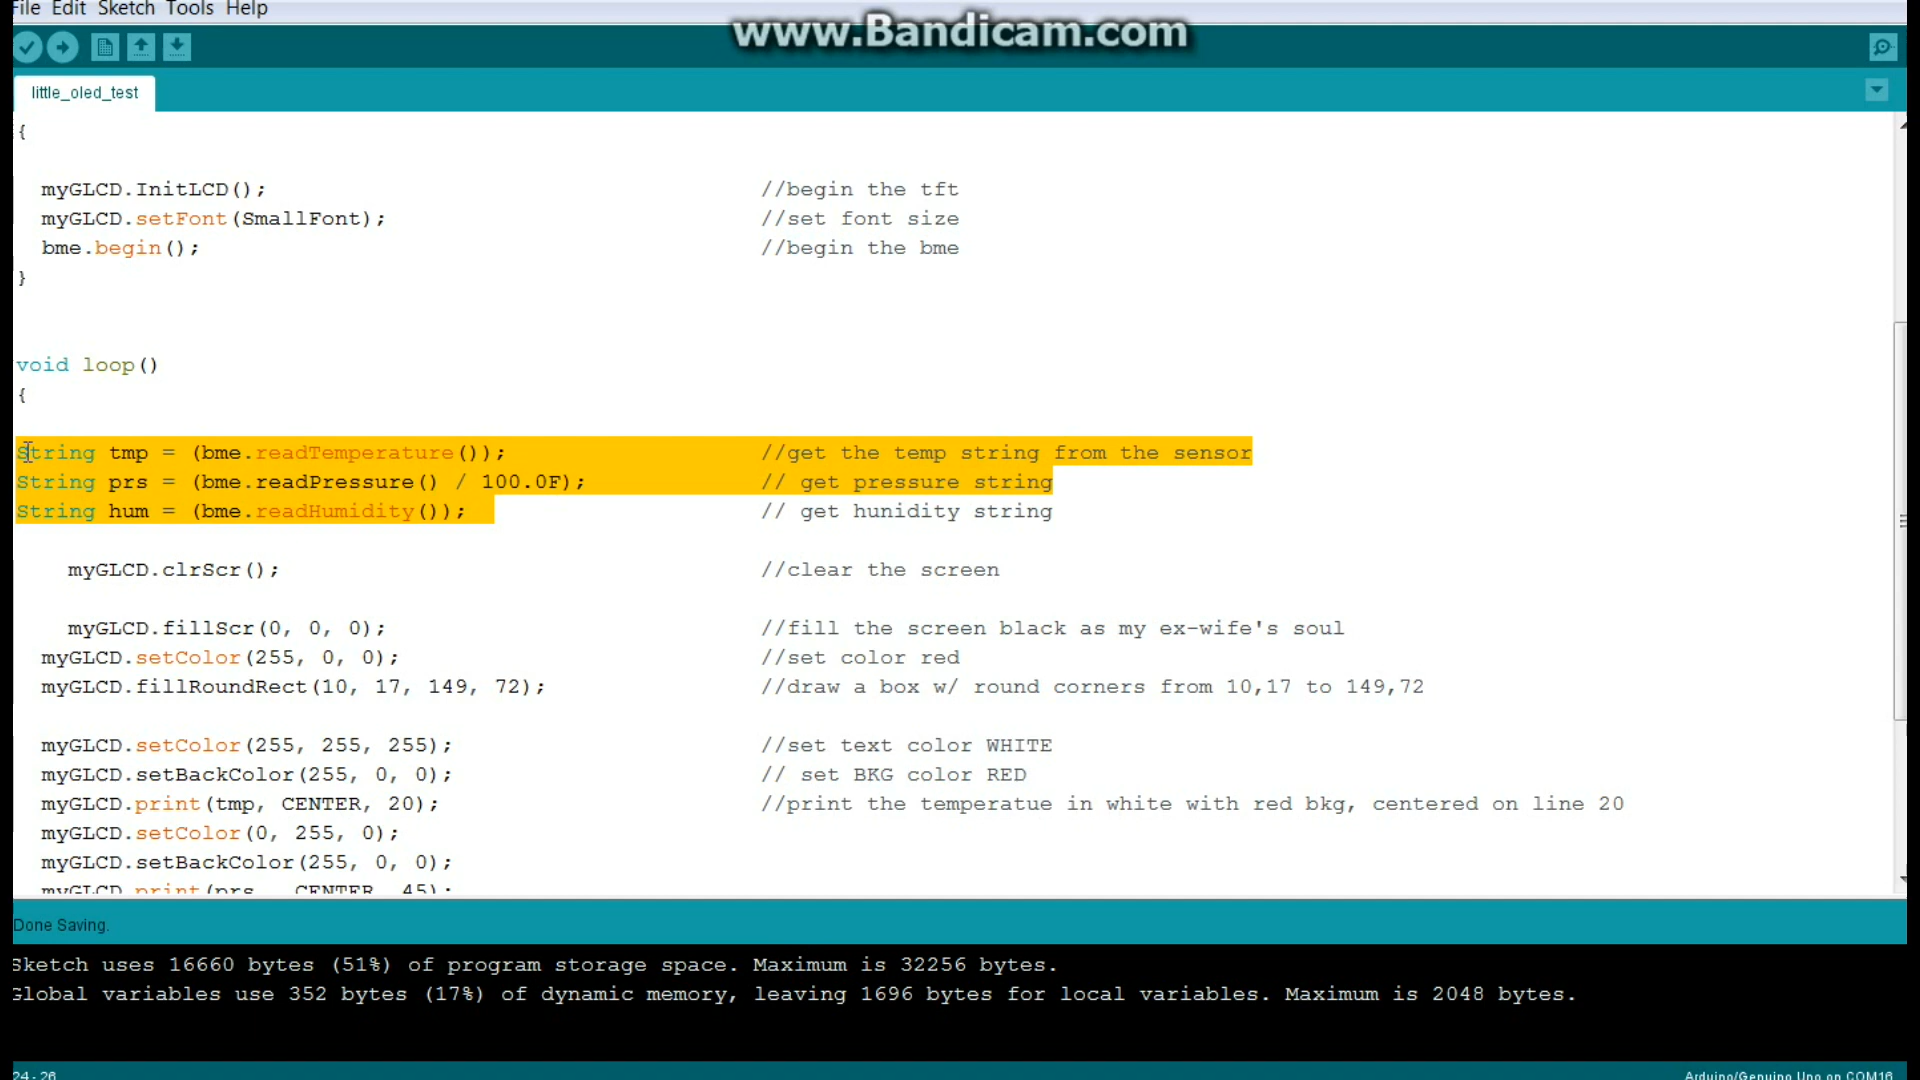 File Edit Sketch Tools Help
www.Bandicam.com
little_oled_test
{
myGLCD.InitLCD(); //begin the tft
myGLCD.setFont(SmallFont); //set font size
bme.begin(); //begin the bme
}
void loop()
{
String tmp = (bme.readTemperature()); //get the temp string from the sensor
String prs = (bme.readPressure() / 100.0F); // get pressure string
String hum = (bme.readHumidity()); // get hunidity string
myGLCD.clrScr(); //clear the screen
myGLCD.fillScr(0, 0, 0); //fill the screen black as my ex-wife's soul
myGLCD.setColor(255, 0, 0); //set color red
myGLCD.fillRoundRect(10, 17, 149, 72); //draw a box w/ round corners from 10,17 to 149,72
myGLCD.setColor(255, 255, 255); //set text color WHITE
myGLCD.setBackColor(255, 0, 0); // set BKG color RED
myGLCD.print(tmp, CENTER, 20); //print the temperatue in white with red bkg, centered on line 20
myGLCD.setColor(0, 255, 0);
myGLCD.setBackColor(255, 0, 0);
myGLCD.print(prs , CENTER, 45);
Done Saving.
Sketch uses 16660 bytes (51%) of program storage space. Maximum is 32256 bytes.
Global variables use 352 bytes (17%) of dynamic memory, leaving 1696 bytes for local variables. Maximum is 2048 bytes.
24 - 26
Arduino/Genuino Uno on COM16